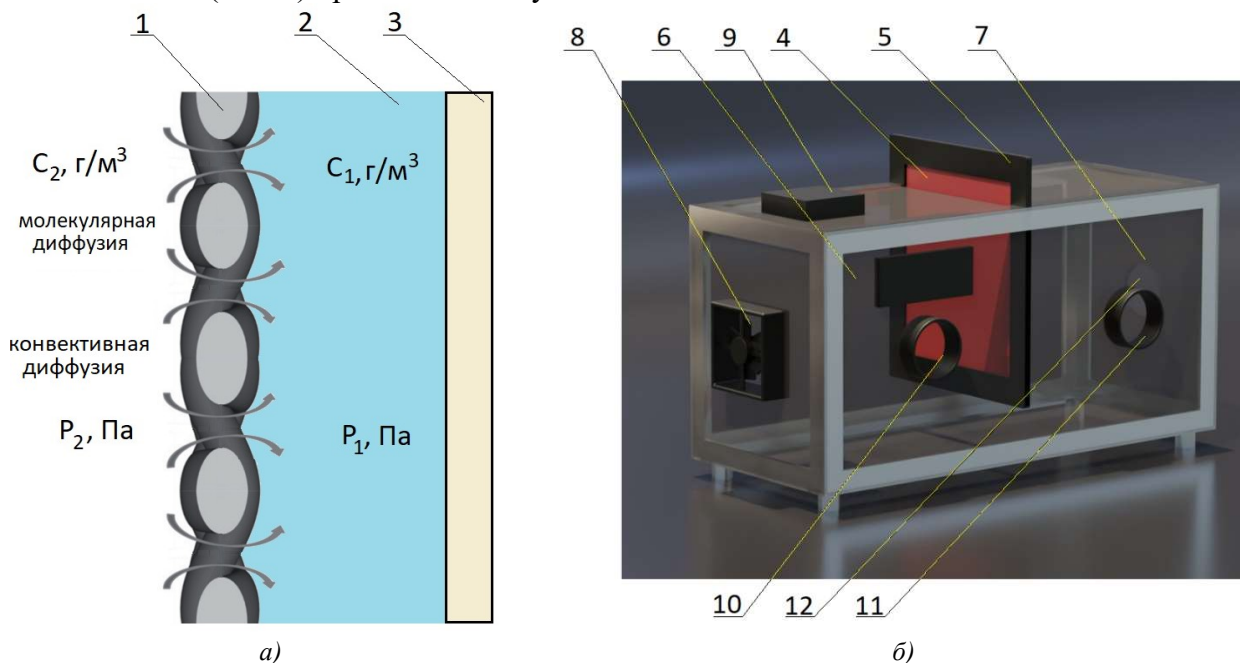 1 2 3
8 6 9 4 5 7
C2, г/м3
C1, г/м3
молекулярная
диффузия
конвективная
диффузия
P2, Па
P1, Па
10 12 11
а)
б)